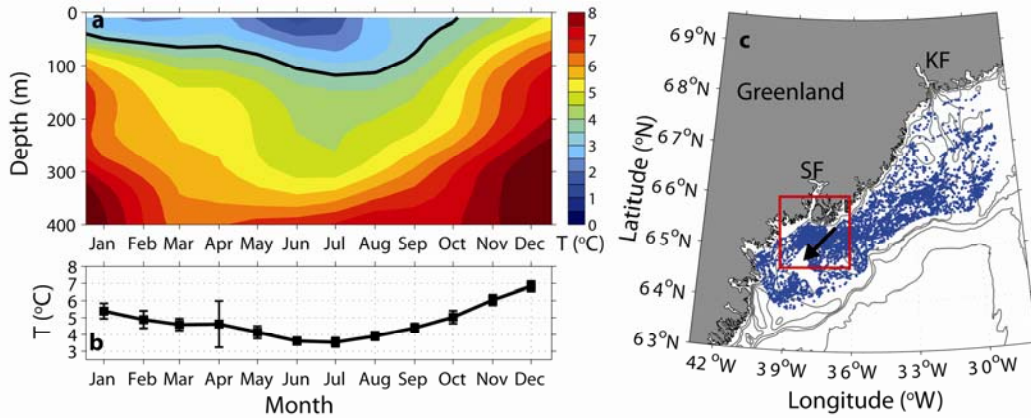 a
0
100
200
300
400
Depth (m)
Jan Feb Mar Apr May Jun Jul Aug Sep Oct Nov Dec
8
7
6
5
4
3
2
1
0
T (°C)
b
7
6
5
4
3
T (°C)
Jan Feb Mar Apr May Jun Jul Aug Sep Oct Nov Dec
Month
c
69°N
68°N
67°N
66°N
65°N
64°N
63°N
Latitude (°N)
KF
Greenland
SF
42°W 39°W 36°W 33°W 30°W
Longitude (°W)